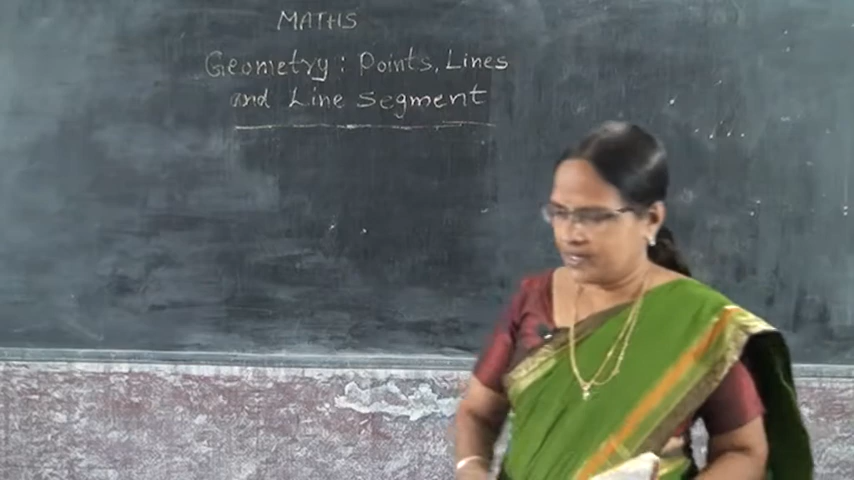 MATHS
Geometry : Points, Lines
and Line Segment